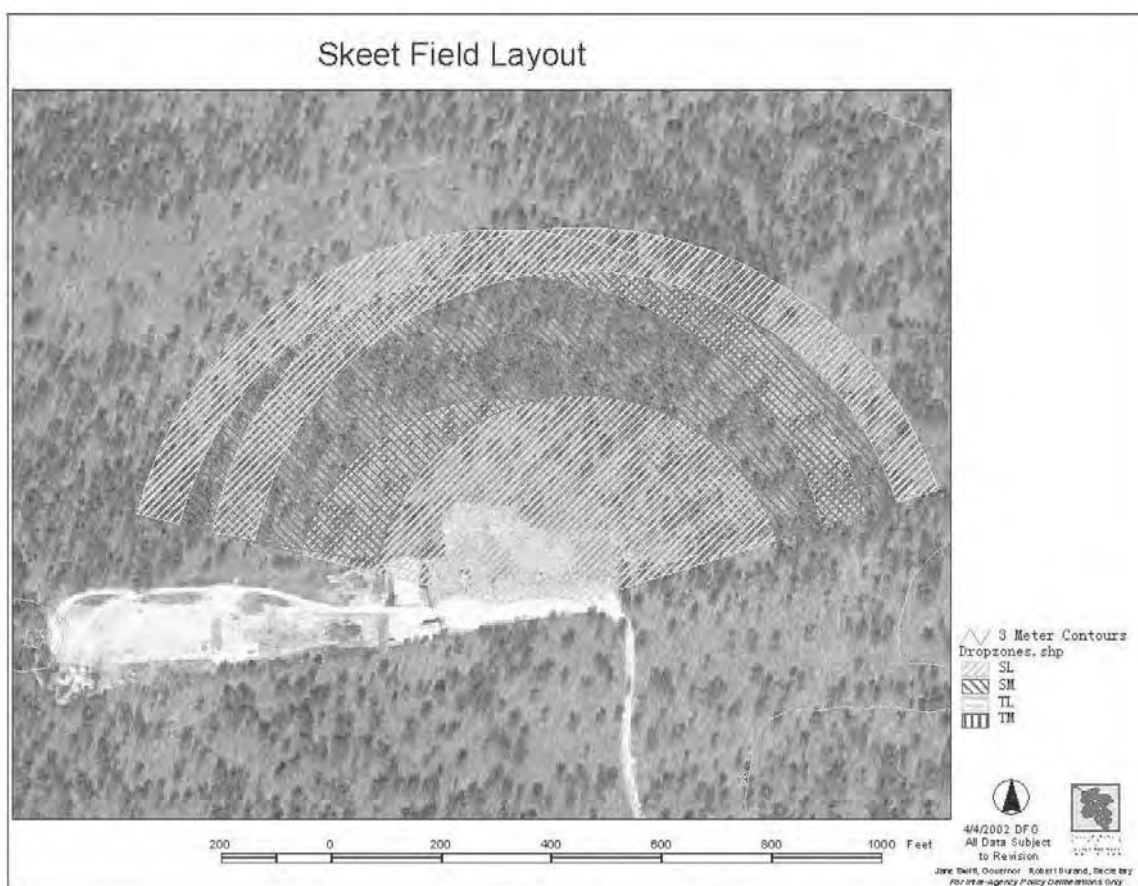 Skeet Field Layout
3 Meter Contours
Dropzones.shp
SL
SM
TL
TM
4/4/2002 DFG
All Data Subject
to Revision
Jane Swift, Governor Robert Durand, Secretary
For Inter-Agency Policy Deliberations Only
200 0 200 400 600 800 1000 Feet